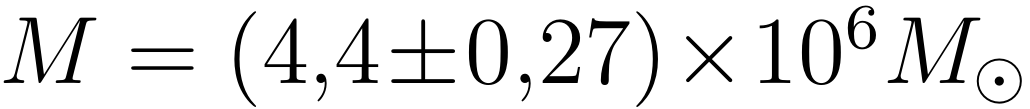 M = (4,4±0,27) × 10⁶M☉